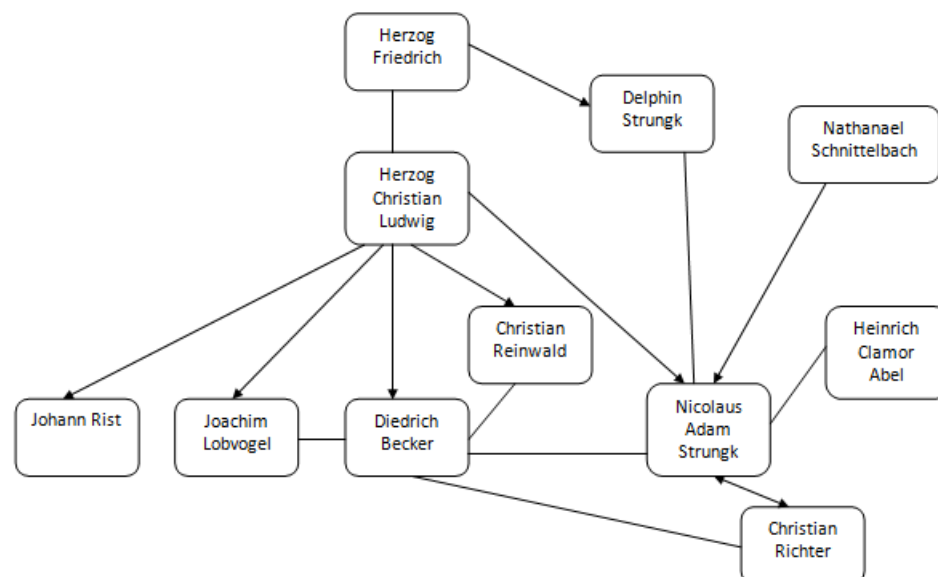 Herzog
Friedrich
Delphin
Strungk
Nathanael
Schnittelbach
Herzog
Christian
Ludwig
Christian
Reinwald
Heinrich
Clamor
Abel
Johann Rist
Joachim
Lobvogel
Diedrich
Becker
Nicolaus
Adam
Strungk
Christian
Richter